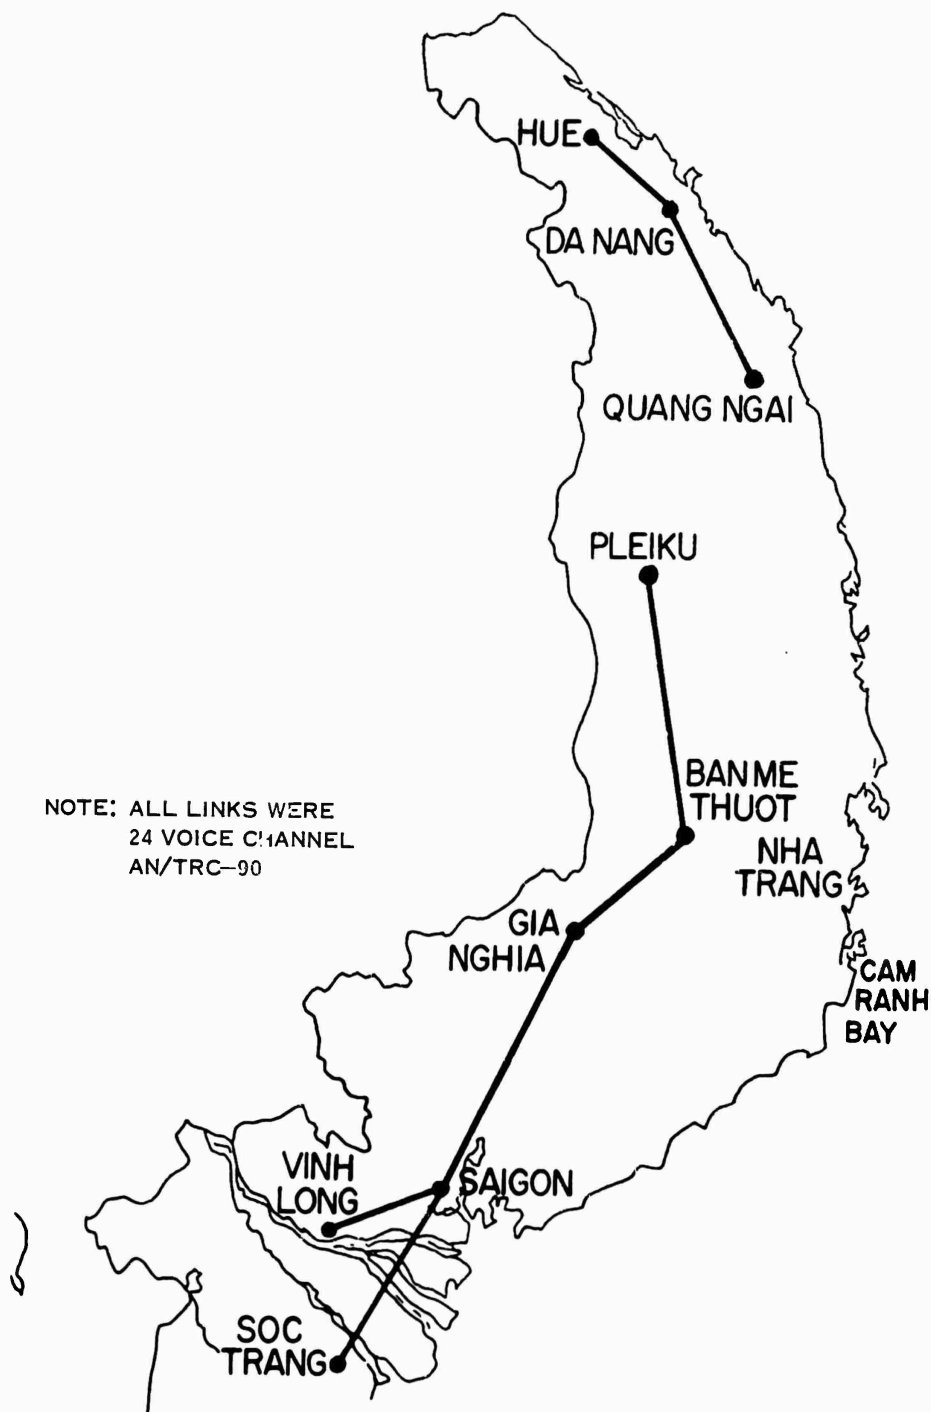 HUE
DA NANG
QUANG NGAI
PLEIKU
BAN ME
THUOT
NOTE: ALL LINKS WERE
24 VOICE CHANNEL
AN/TRC-90
NHA
TRANG
GIA
NGHIA
CAM
RANH
BAY
VINH
LONG
SAIGON
SOC
TRANG